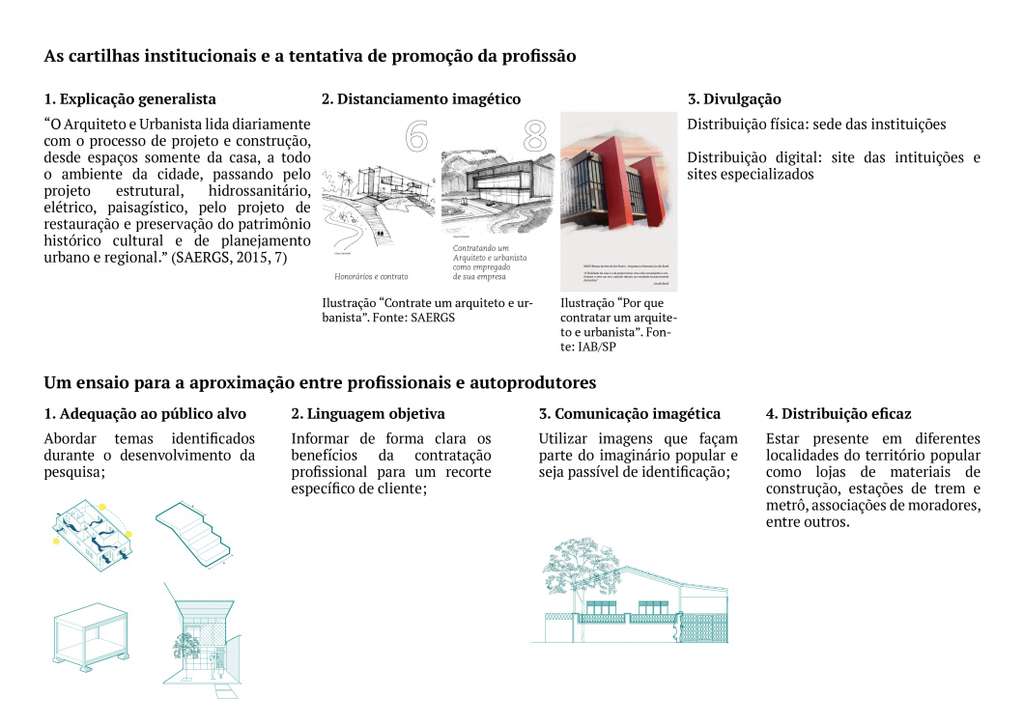 As cartilhas institucionais e a tentativa de promoção da profissão
1. Explicação generalista
“O Arquiteto e Urbanista lida diariamente
com o processo de projeto e construção,
desde espaços somente da casa, a todo
o ambiente da cidade, passando pelo
projeto estrutural, hidrossanitário,
elétrico, paisagístico, pelo projeto de
restauração e preservação do patrimônio
histórico cultural e de planejamento
urbano e regional.” (SAERGS, 2015, 7)
2. Distanciamento imagético
6
Honorários e contrato
8
Contratando um
Arquiteto e urbanista
como empregado
de sua empresa
Ilustração “Contrate um arquiteto e ur-
banista”. Fonte: SAERGS
Ilustração “Por que
contratar um arquite-
to e urbanista”. Fon-
te: IAB/SP
3. Divulgação
Distribuição física: sede das instituições
Distribuição digital: site das intituições e
sites especializados
Um ensaio para a aproximação entre profissionais e autoprodutores
1. Adequação ao público alvo
Abordar temas identificados
durante o desenvolvimento da
pesquisa;
2. Linguagem objetiva
Informar de forma clara os
benefícios da contratação
profissional para um recorte
específico de cliente;
3. Comunicação imagética
Utilizar imagens que façam
parte do imaginário popular e
seja passível de identificação;
4. Distribuição eficaz
Estar presente em diferentes
localidades do território popular
como lojas de materiais de
construção, estações de trem e
metrô, associações de moradores,
entre outros.